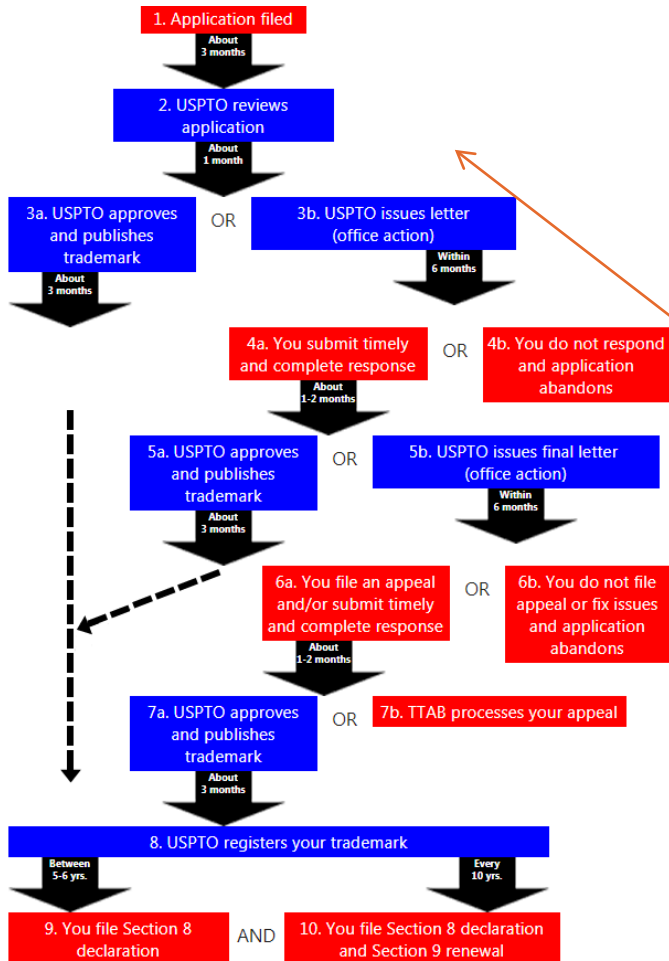 1. Application filed
About
3 months
2. USPTO reviews
application
About
1 month
3a. USPTO approves
and publishes
trademark
OR
3b. USPTO issues letter
(office action)
About
3 months
Within
6 months
4a. You submit timely
and complete response
OR
4b. You do not respond
and application
abandons
About
1-2 months
5a. USPTO approves
and publishes
trademark
OR
5b. USPTO issues final letter
(office action)
About
3 months
Within
6 months
6a. You file an appeal
and/or submit timely
and complete response
OR
6b. You do not file
appeal or fix issues
and application
abandons
About
1-2 months
7a. USPTO approves
and publishes
trademark
OR
7b. TTAB processes your appeal
About
3 months
8. USPTO registers your trademark
Between
5-6 yrs.
Every
10 yrs.
9. You file Section 8
declaration
AND
10. You file Section 8 declaration
and Section 9 renewal